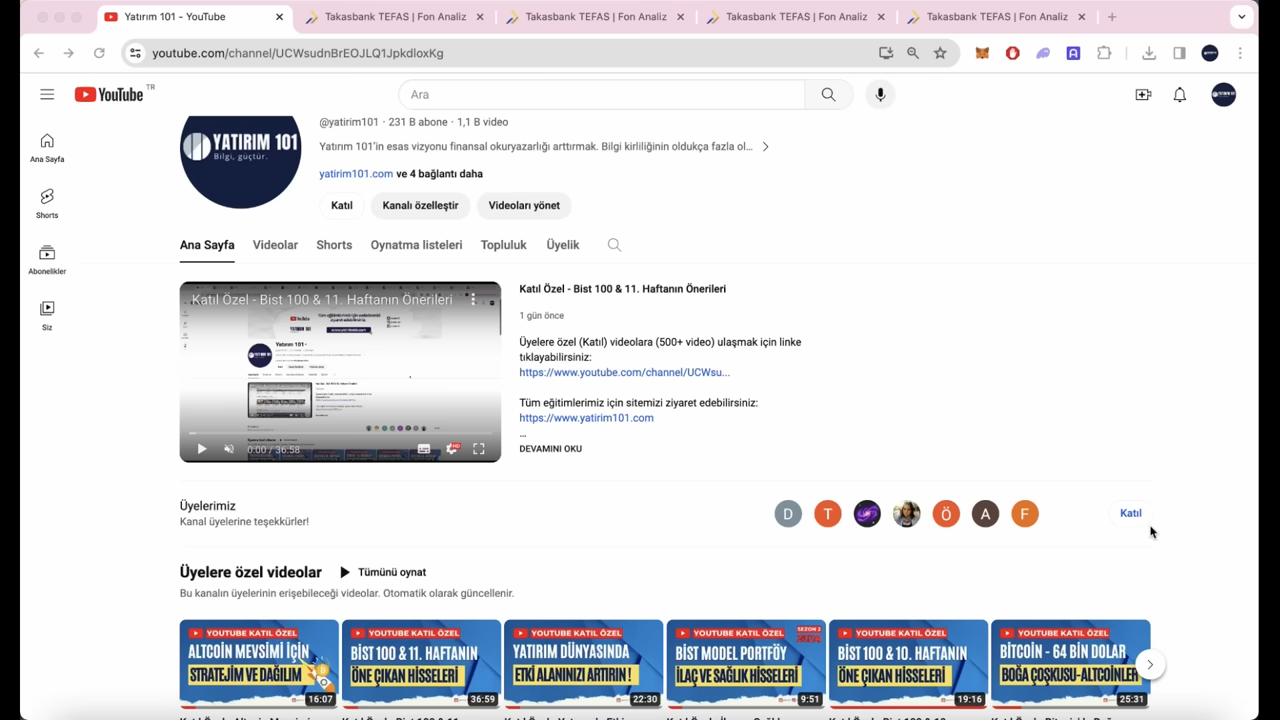 Yatırım 101 - YouTube
Takasbank TEFAS | Fon Analiz
Takasbank TEFAS | Fon Analiz
Takasbank TEFAS | Fon Analiz
Takasbank TEFAS | Fon Analiz
youtube.com/channel/UCWsudnBrEOJLQ1JpkdloxKg
YouTube TR
Ara
Ana Sayfa
Shorts
Abonelikler
Siz
YATIRIM 101
Bilgi, güçtür.
@yatirim101 · 231 B abone · 1,1 B video
Yatırım 101'in esas vizyonu finansal okuryazarlığı arttırmak. Bilgi kirliliğinin oldukça fazla ol...
yatirim101.com ve 4 bağlantı daha
Katıl
Kanalı özelleştir
Videoları yönet
Ana Sayfa
Videolar
Shorts
Oynatma listeleri
Topluluk
Üyelik
Katıl Özel - Bist 100 & 11. Haftanın Önerileri
0:00 / 36:58
Katıl Özel - Bist 100 & 11. Haftanın Önerileri
1 gün önce
Üyelere özel (Katıl) videolara (500+ video) ulaşmak için linke
tıklayabilirsiniz:
https://www.youtube.com/channel/UCWsu...
Tüm eğitimlerimiz için sitemizi ziyaret edebilirsiniz:
https://www.yatirim101.com
...
DEVAMINI OKU
Üyelerimiz
Kanal üyelerine teşekkürler!
D
T
Ö
A
F
Katıl
Üyelere özel videolar
Tümünü oynat
Bu kanalın üyelerinin erişebileceği videolar. Otomatik olarak güncellenir.
YOUTUBE KATIL ÖZEL
ALTCOİN MEVSİMİ İÇİN
STRATEJİM VE DAĞILIM
16:07
YOUTUBE KATIL ÖZEL
BİST 100 & 11. HAFTANIN
ÖNE ÇIKAN HİSSELERİ
36:59
YOUTUBE KATIL ÖZEL
YATIRIM DÜNYASINDA
ETKİ ALANINIZI ARTIRIN !
22:30
YOUTUBE KATIL ÖZEL
SEZON 2
BİST MODEL PORTFÖY
İLAÇ VE SAĞLIK HİSSELERİ
9:51
YOUTUBE KATIL ÖZEL
BİST 100 & 10. HAFTANIN
ÖNE ÇIKAN HİSSELERİ
19:16
YOUTUBE KATIL ÖZEL
BİTCOİN - 64 BİN DOLAR
BOĞA COŞKUSU-ALTCOİNLER
25:31